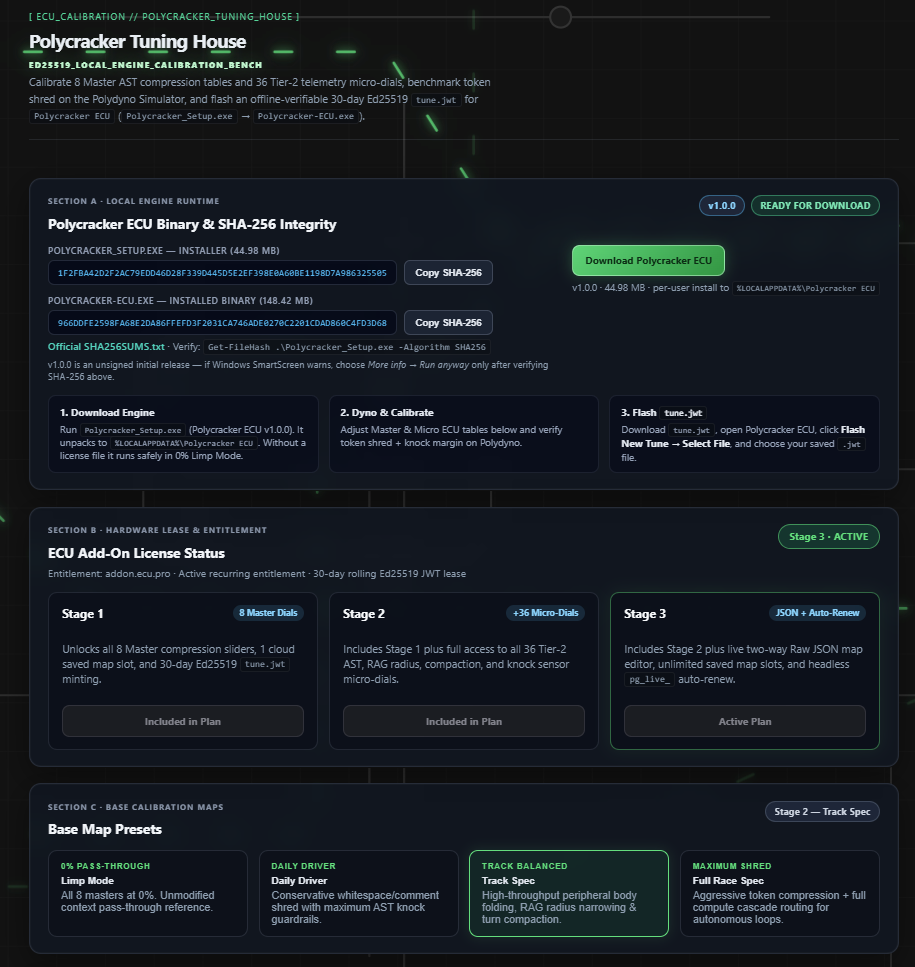 [ ECU_CALIBRATION // POLYCRACKER_TUNING_HOUSE ]
Polycracker Tuning House
ED25519_LOCAL_ENGINE_CALIBRATION_BENCH
Calibrate 8 Master AST compression tables and 36 Tier-2 telemetry micro-dials, benchmark token
shred on the Polydyno Simulator, and flash an offline-verifiable 30-day Ed25519 tune.jwt for
Polycracker ECU ( Polycracker_Setup.exe → Polycracker-ECU.exe ).
SECTION A · LOCAL ENGINE RUNTIME
v1.0.0
READY FOR DOWNLOAD
Polycracker ECU Binary & SHA-256 Integrity
POLYCRACKER_SETUP.EXE — INSTALLER (44.98 MB)
1F2FBA42D2F2AC79EDD46D28F339D445D5E2EF398E0A60BE1198D7A986325505
Copy SHA-256
Download Polycracker ECU
v1.0.0 · 44.98 MB · per-user install to %LOCALAPPDATA%\Polycracker ECU
POLYCRACKER-ECU.EXE — INSTALLED BINARY (148.42 MB)
966DDFE2598FA68E2DA86FFEFD3F2031CA746ADE0270C2201CDAD860C4FD3D68
Copy SHA-256
Official SHA256SUMS.txt · Verify: Get-FileHash .\Polycracker_Setup.exe -Algorithm SHA256
v1.0.0 is an unsigned initial release — if Windows SmartScreen warns, choose More info → Run anyway only after verifying
SHA-256 above.
1. Download Engine
Run Polycracker_Setup.exe (Polycracker ECU v1.0.0). It
unpacks to %LOCALAPPDATA%\Polycracker ECU . Without a
license file it runs safely in 0% Limp Mode.
2. Dyno & Calibrate
Adjust Master & Micro ECU tables below and verify
token shred + knock margin on Polydyno.
3. Flash tune.jwt
Download tune.jwt , open Polycracker ECU, click Flash
New Tune → Select File, and choose your saved .jwt
file.
SECTION B · HARDWARE LEASE & ENTITLEMENT
Stage 3 · ACTIVE
ECU Add-On License Status
Entitlement: addon.ecu.pro · Active recurring entitlement · 30-day rolling Ed25519 JWT lease
Stage 1
8 Master Dials
Unlocks all 8 Master compression sliders, 1 cloud
saved map slot, and 30-day Ed25519 tune.jwt
minting.
Included in Plan
Stage 2
+36 Micro-Dials
Includes Stage 1 plus full access to all 36 Tier-2
AST, RAG radius, compaction, and knock sensor
micro-dials.
Included in Plan
Stage 3
JSON + Auto-Renew
Includes Stage 2 plus live two-way Raw JSON map
editor, unlimited saved map slots, and headless
pg_live_ auto-renew.
Active Plan
SECTION C · BASE CALIBRATION MAPS
Stage 2 — Track Spec
Base Map Presets
0% PASS-THROUGH
Limp Mode
All 8 masters at 0%. Unmodified
context pass-through reference.
DAILY DRIVER
Daily Driver
Conservative whitespace/comment
shred with maximum AST knock
guardrails.
TRACK BALANCED
Track Spec
High-throughput peripheral body
folding, RAG radius narrowing &
turn compaction.
MAXIMUM SHRED
Full Race Spec
Aggressive token compression + full
compute cascade routing for
autonomous loops.